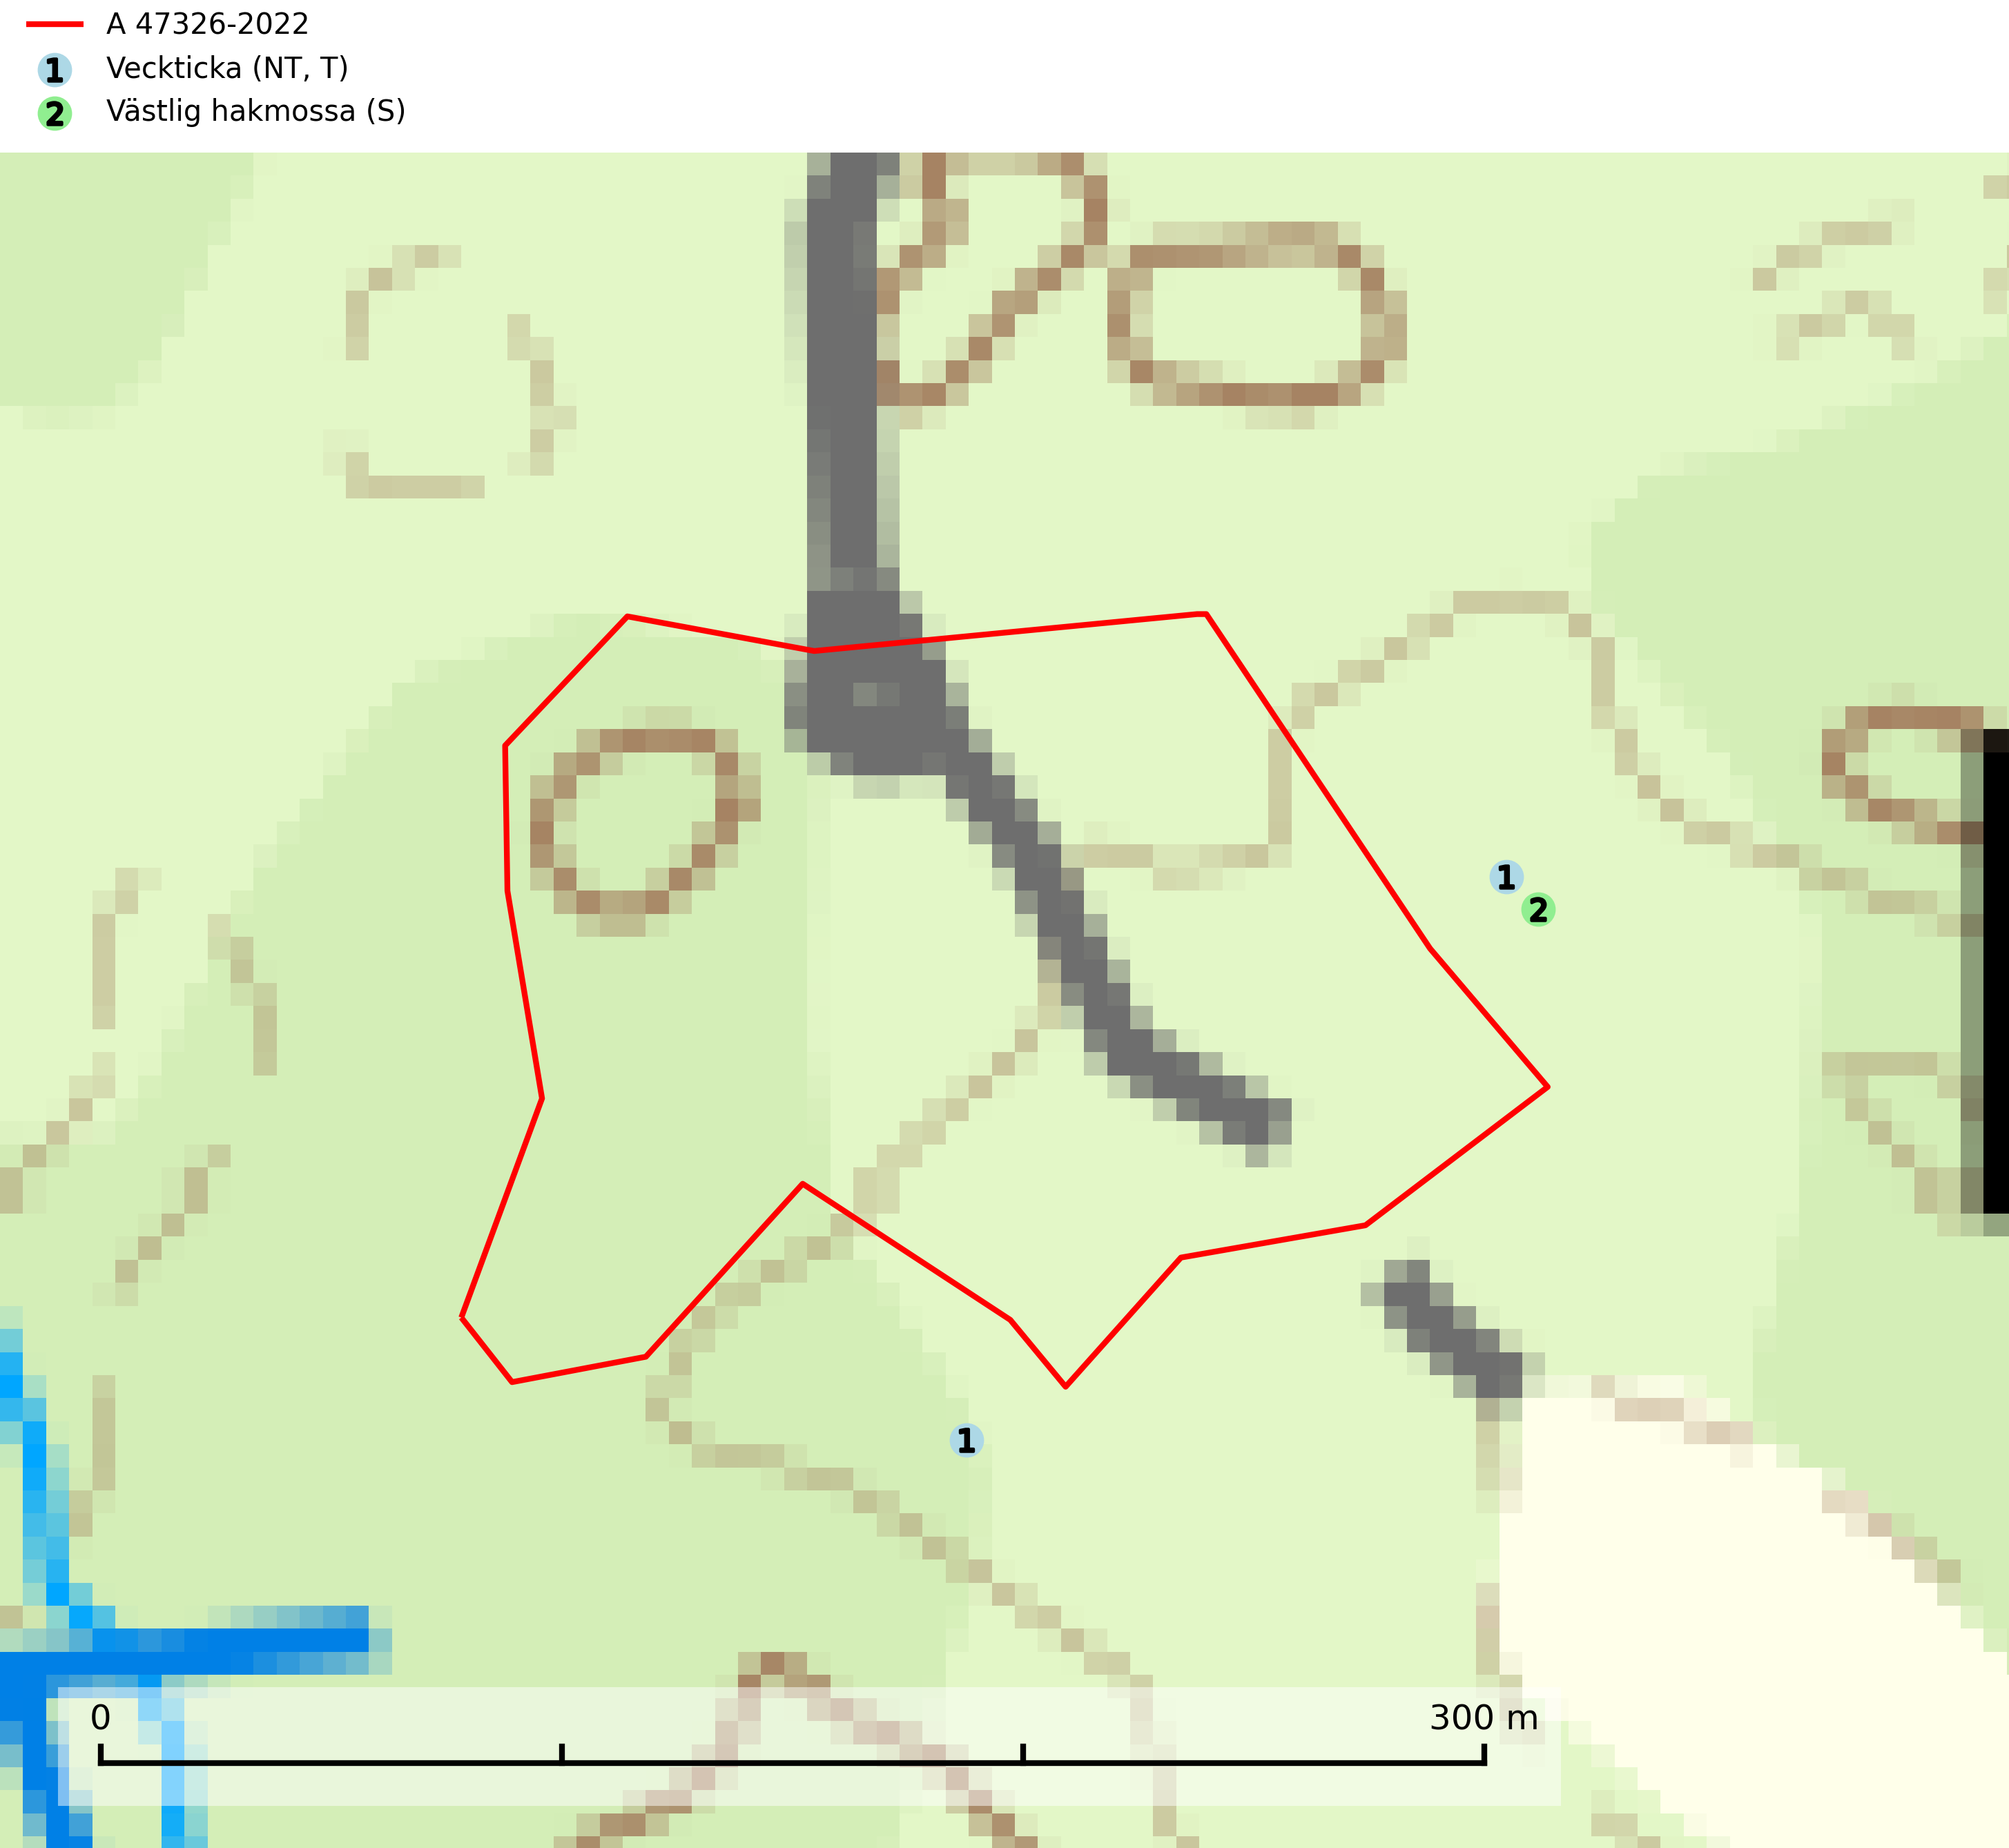 A 47326-2022
1 Veckticka (NT, T)
2 Västlig hakmossa (S)
1
2
1
0 300 m